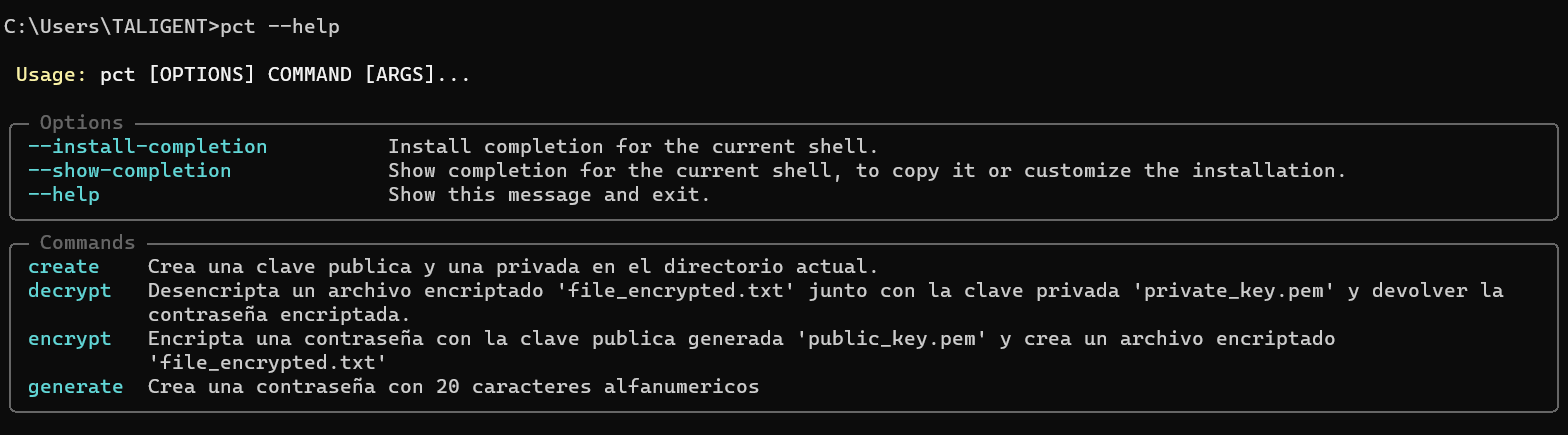 C:\Users\TALIGENT>pct --help
Usage: pct [OPTIONS] COMMAND [ARGS]...
Options
--install-completion Install completion for the current shell.
--show-completion Show completion for the current shell, to copy it or customize the installation.
--help Show this message and exit.
Commands
create Crea una clave publica y una privada en el directorio actual.
decrypt Desencripta un archivo encriptado 'file_encrypted.txt' junto con la clave privada 'private_key.pem' y devolver la
contraseña encriptada.
encrypt Encripta una contraseña con la clave publica generada 'public_key.pem' y crea un archivo encriptado
'file_encrypted.txt'
generate Crea una contraseña con 20 caracteres alfanumericos